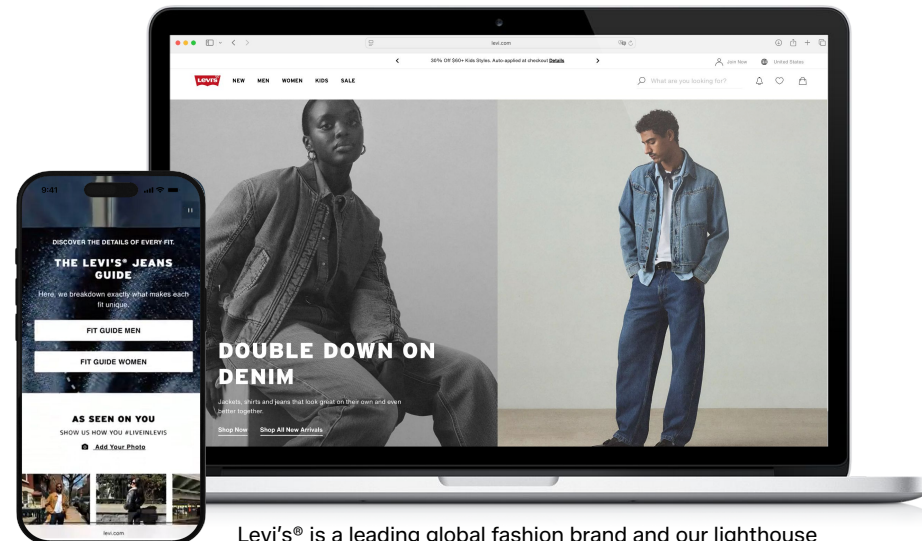 levi.com
30% Off $60+ Kids Styles. Auto-applied at checkout Details
Join Now
United States
Levi's
NEW MEN WOMEN KIDS SALE
What are you looking for?
DOUBLE DOWN ON
DENIM
Jackets, shirts and jeans that look great on their own and even
better together.
Shop Now Shop All New Arrivals
9:41
DISCOVER THE DETAILS OF EVERY FIT.
THE LEVI'S® JEANS
GUIDE
Here, we breakdown exactly what makes each
fit unique.
FIT GUIDE MEN
FIT GUIDE WOMEN
AS SEEN ON YOU
SHOW US HOW YOU #LIVEINLEVIS
Add Your Photo
levi.com
Levi's® is a leading global fashion brand and our lighthouse